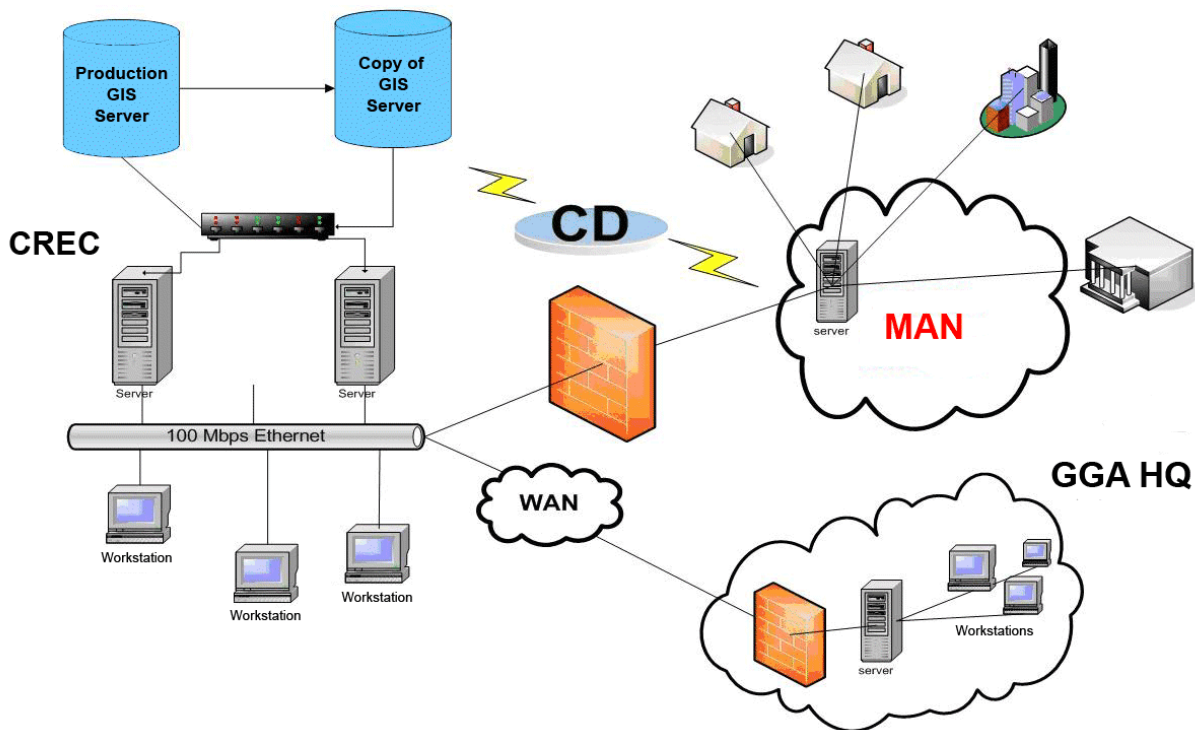 Production
GIS
Server
Copy of
GIS
Server
CREC
CD
Server
Server
server
MAN
100 Mbps Ethernet
WAN
GGA HQ
Workstation
Workstation
Workstation
Workstations
server